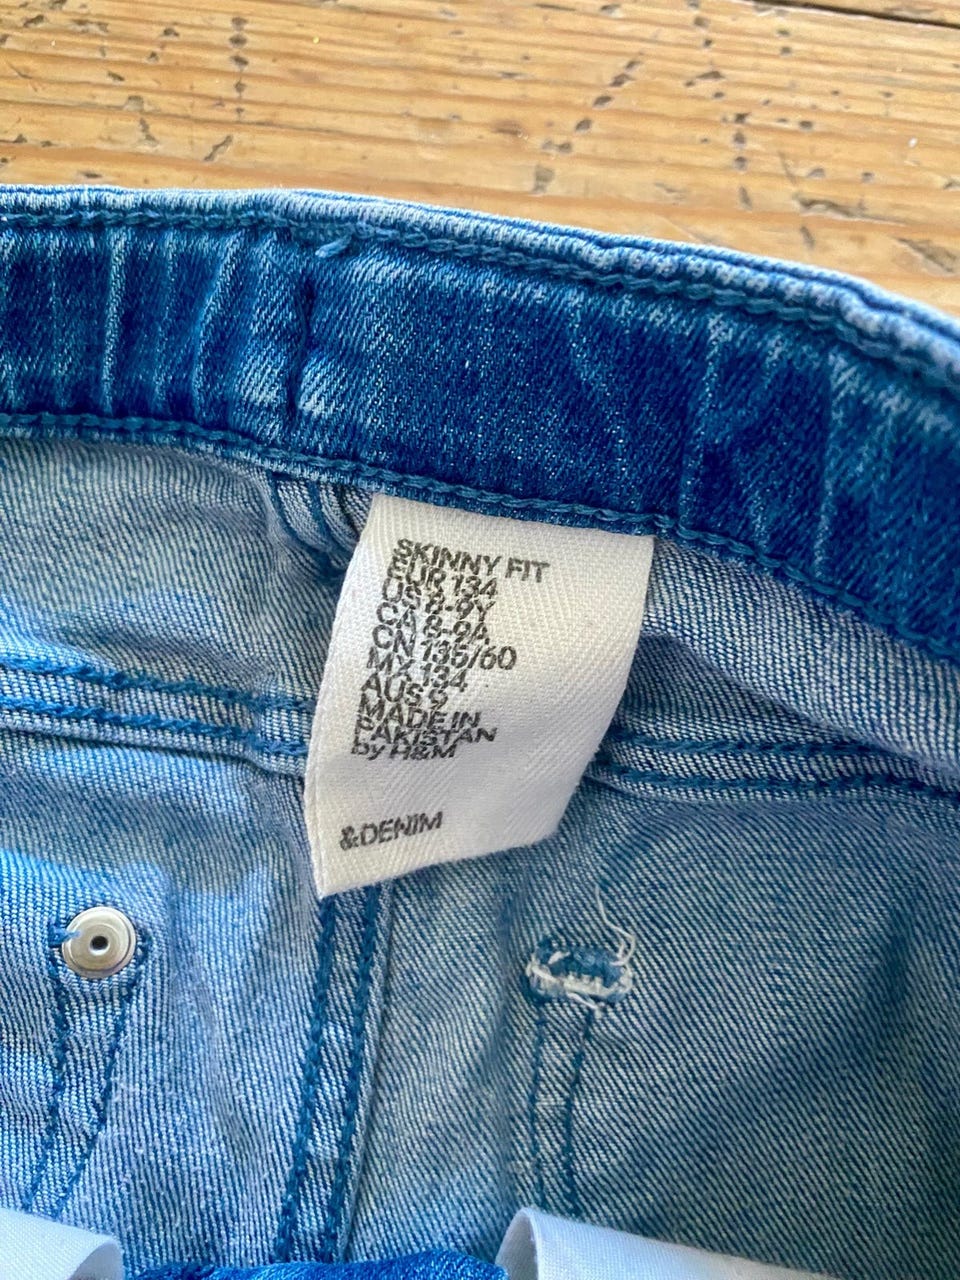 SKINNY FIT
EUR 134
US 8-9Y
CA 8-9A
CN 135/60
MX 134
AUS 9
MADE IN
PAKISTAN
by H&M
&DENIM